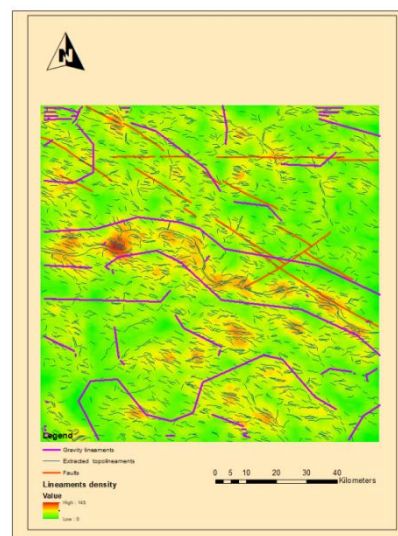 N
Legend
Gravity lineaments
Extracted topolineaments
Faults
Lineaments density
Value
High : 143
Low : 0
0 5 10 20 30 40
Kilometers